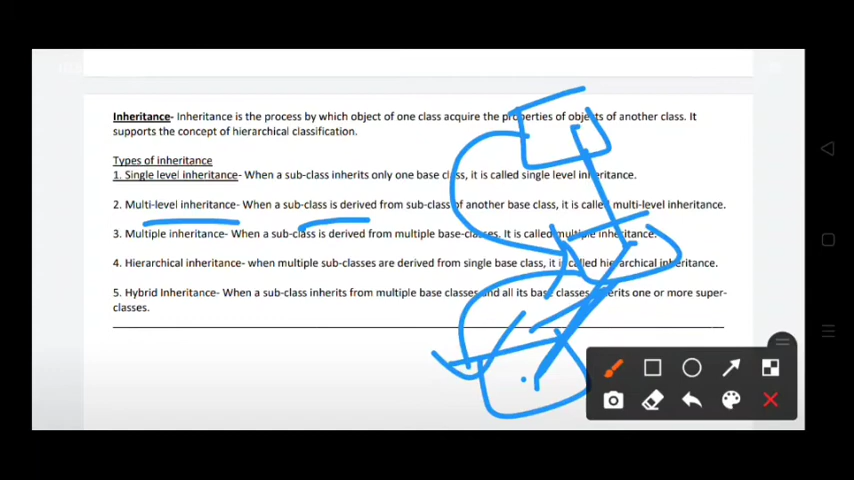 Inheritance- Inheritance is the process by which object of one class acquire the properties of objects of another class. It
supports the concept of hierarchical classification.
Types of inheritance
1. Single level inheritance- When a sub-class inherits only one base class, it is called single level inheritance.
2. Multi-level inheritance- When a sub-class is derived from sub-class of another base class, it is called multi-level inheritance.
3. Multiple inheritance- When a sub-class is derived from multiple base-classes. It is called multiple inheritance.
4. Hierarchical inheritance- when multiple sub-classes are derived from single base class, it is called hierarchical inheritance.
5. Hybrid Inheritance- When a sub-class inherits from multiple base classes and all its base classes inherits one or more super-
classes.